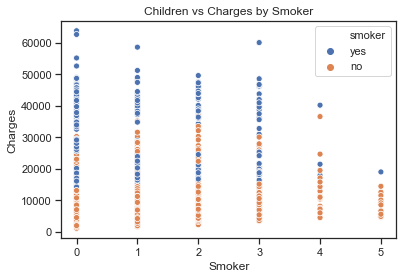 Children vs Charges by Smoker
smoker
yes
no
60000
50000
40000
30000
20000
10000
0
Charges
0 1 2 3 4 5
Smoker